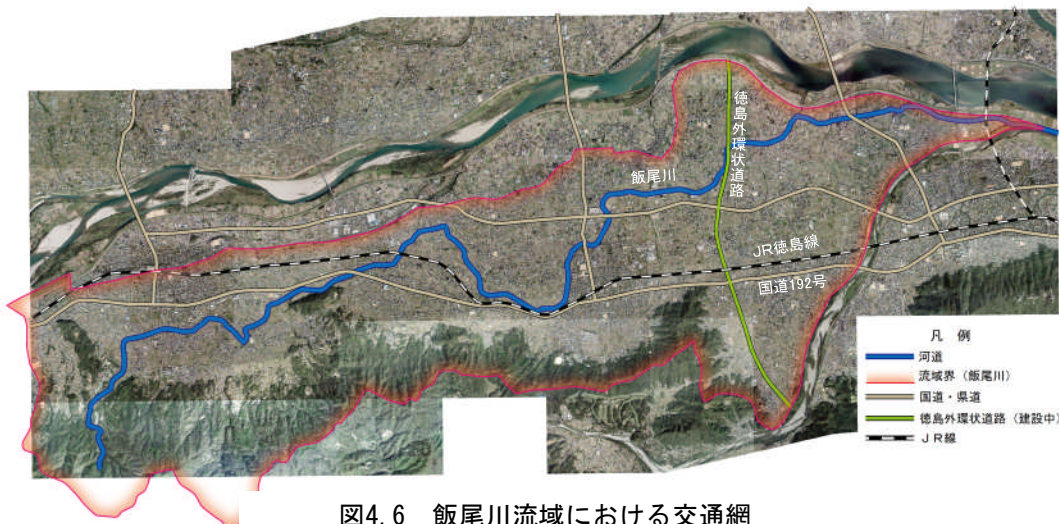 徳島外環状道路
飯尾川
JR徳島線
国道192号
凡 例
河道
流域界（飯尾川）
国道・県道
徳島外環状道路（建設中）
ＪＲ線
図4.6 飯尾川流域における交通網